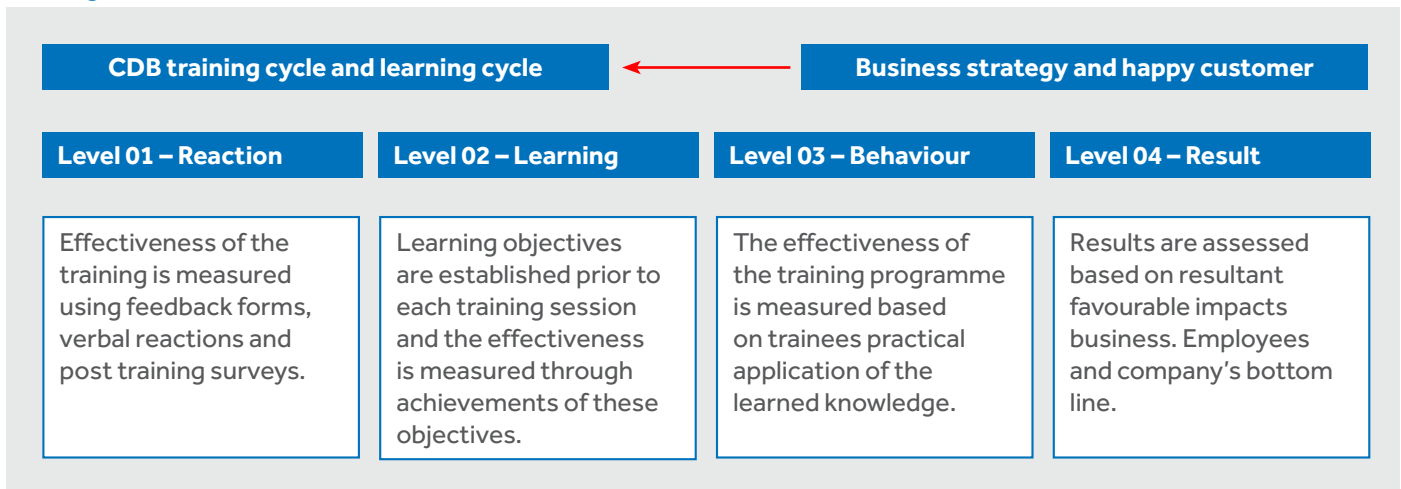 CDB training cycle and learning cycle
Business strategy and happy customer
Level 01 – Reaction
Level 02 – Learning
Level 03 – Behaviour
Level 04 – Result
Effectiveness of the
training is measured
using feedback forms,
verbal reactions and
post training surveys.
Learning objectives
are established prior to
each training session
and the effectiveness
is measured through
achievements of these
objectives.
The effectiveness of
the training programme
is measured based
on trainees practical
application of the
learned knowledge.
Results are assessed
based on resultant
favourable impacts
business. Employees
and company’s bottom
line.